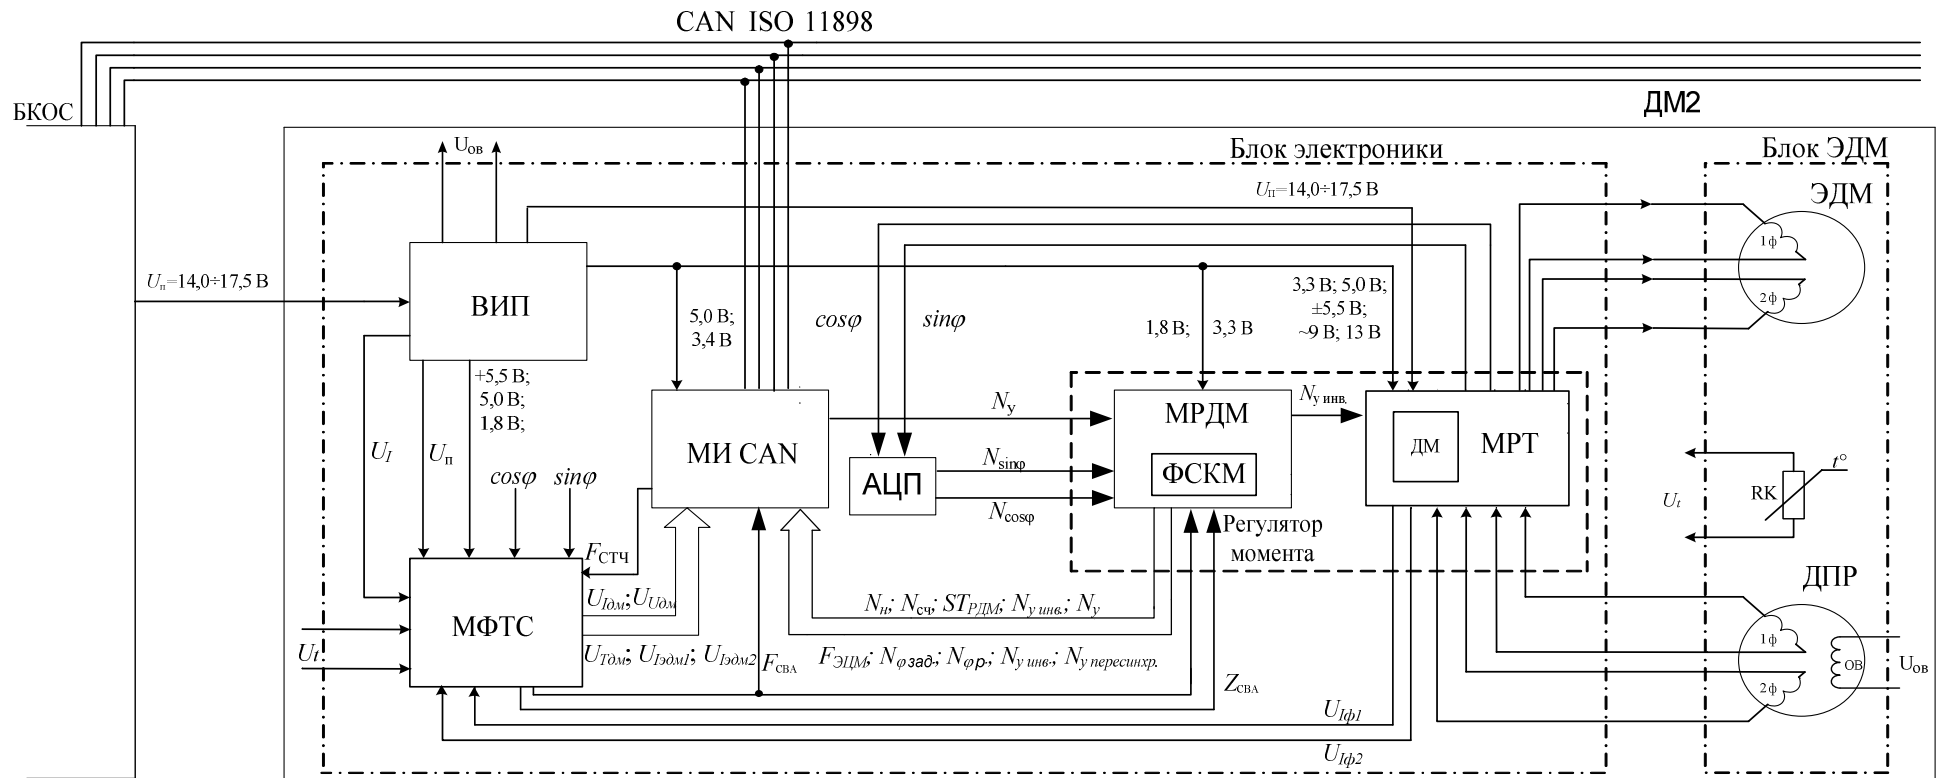 CAN ISO 11898
БКОС
ДМ2
Uов
Блок электроники
Блок ЭДМ
ЭДМ
Uп=14,0÷17,5 В
1ф
2ф
Uп=14,0÷17,5 В
ВИП
5,0 В;
3,4 В
cosφ
sinφ
1,8 В;
3,3 В
3,3 В; 5,0 В;
±5,5 В;
~9 В; 13 В
+5,5 В;
5,0 В;
1,8 В;
UI
Uп
cosφ
sinφ
МИ CAN
Nу
Nsinφ
Ncosφ
АЦП
МРДМ
ФСКМ
Nу инв.
ДМ
МРТ
Регулятор
момента
Ut
RK
t°
FСТЧ
МФТС
Ut
UIдм; UUдм
UTдм; UIэдм1; UIэдм2
FСВА
Nн; Nсч; STРДМ; Nу инв.; Nу
FЭЦМ; Nφ зад.; Nφ р.; Nу инв.; Nу пересинхр.
ZСВА
UIф1
UIф2
ДПР
1ф
2ф
ОВ
Uов